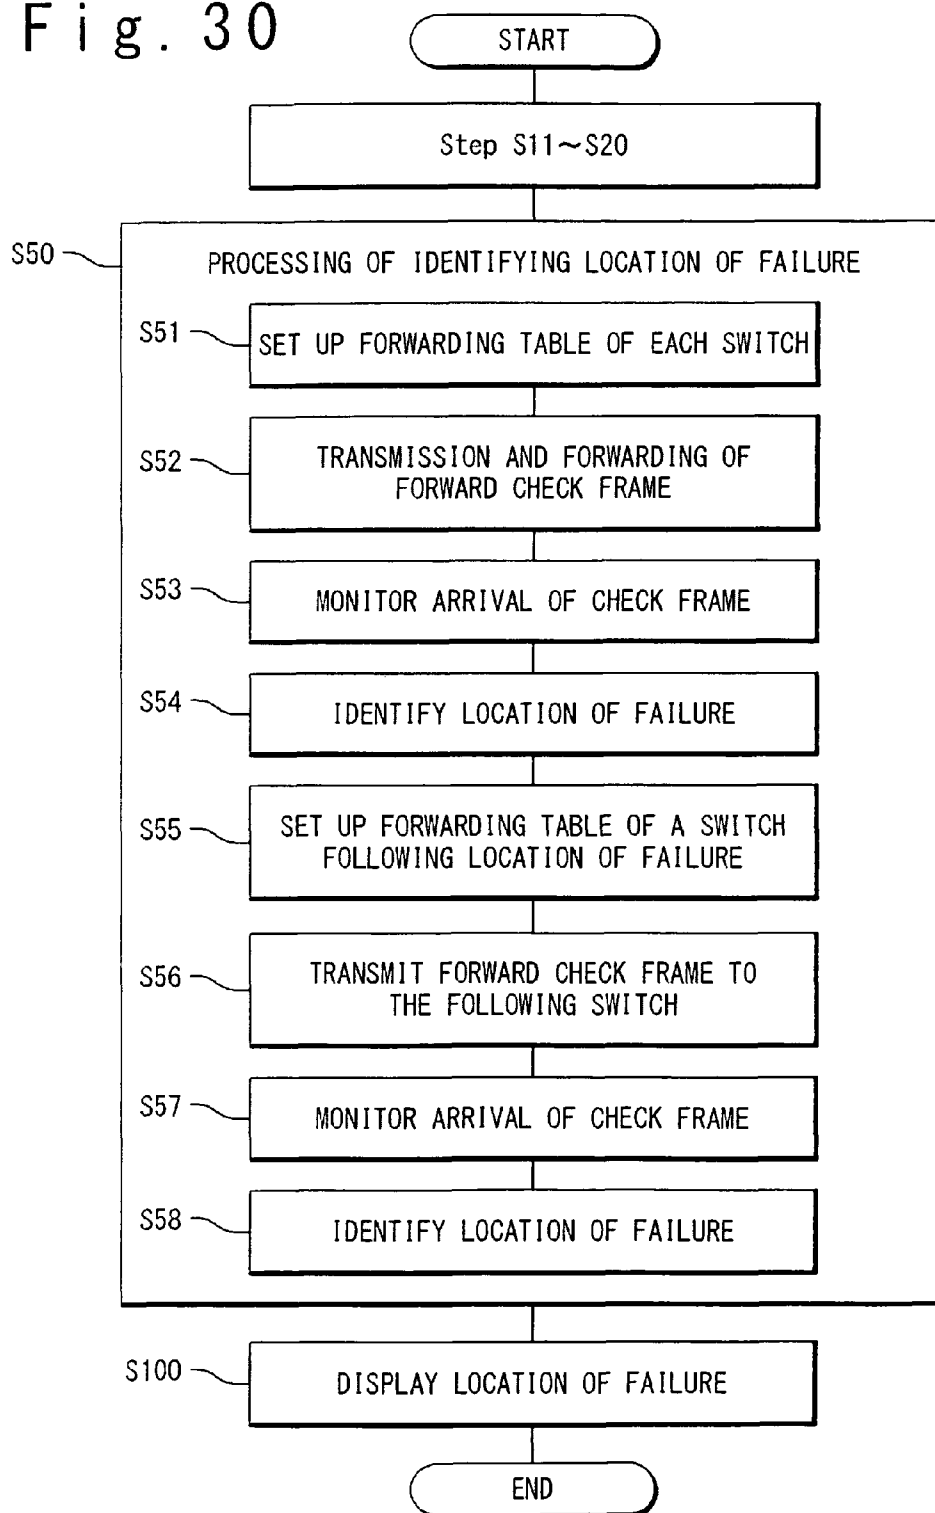 Fig. 30
START
Step S11~S20
S50
PROCESSING OF IDENTIFYING LOCATION OF FAILURE
S51
SET UP FORWARDING TABLE OF EACH SWITCH
S52
TRANSMISSION AND FORWARDING OF
FORWARD CHECK FRAME
S53
MONITOR ARRIVAL OF CHECK FRAME
S54
IDENTIFY LOCATION OF FAILURE
S55
SET UP FORWARDING TABLE OF A SWITCH
FOLLOWING LOCATION OF FAILURE
S56
TRANSMIT FORWARD CHECK FRAME TO
THE FOLLOWING SWITCH
S57
MONITOR ARRIVAL OF CHECK FRAME
S58
IDENTIFY LOCATION OF FAILURE
S100
DISPLAY LOCATION OF FAILURE
END